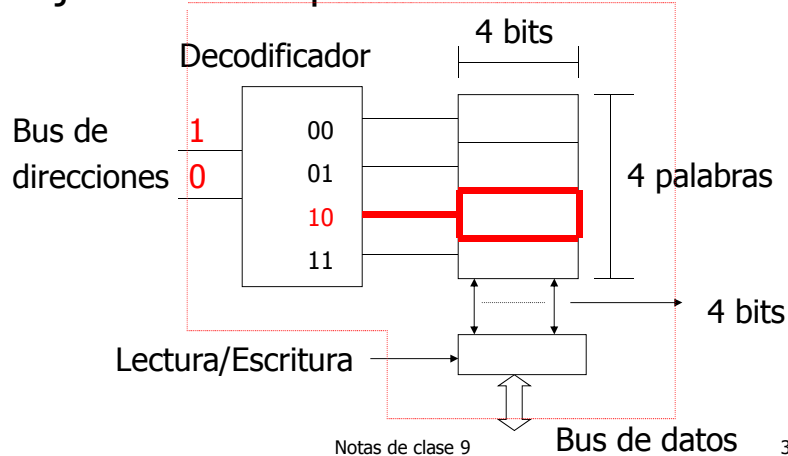 4 bits
Decodificador
Bus de
direcciones
1
0
00
01
10
11
4 palabras
4 bits
Lectura/Escritura
Bus de datos
Notas de clase 9
3